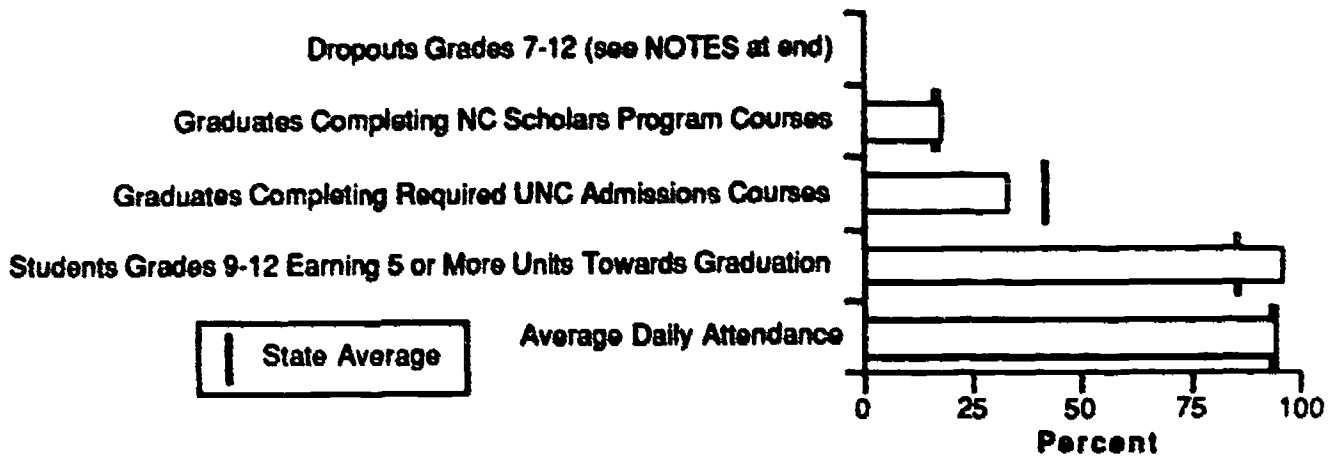 Dropouts Grades 7-12 (see NOTES at end)
Graduates Completing NC Scholars Program Courses
Graduates Completing Required UNC Admissions Courses
Students Grades 9-12 Earning 5 or More Units Towards Graduation
Average Daily Attendance
State Average
0 25 50 75 100
Percent